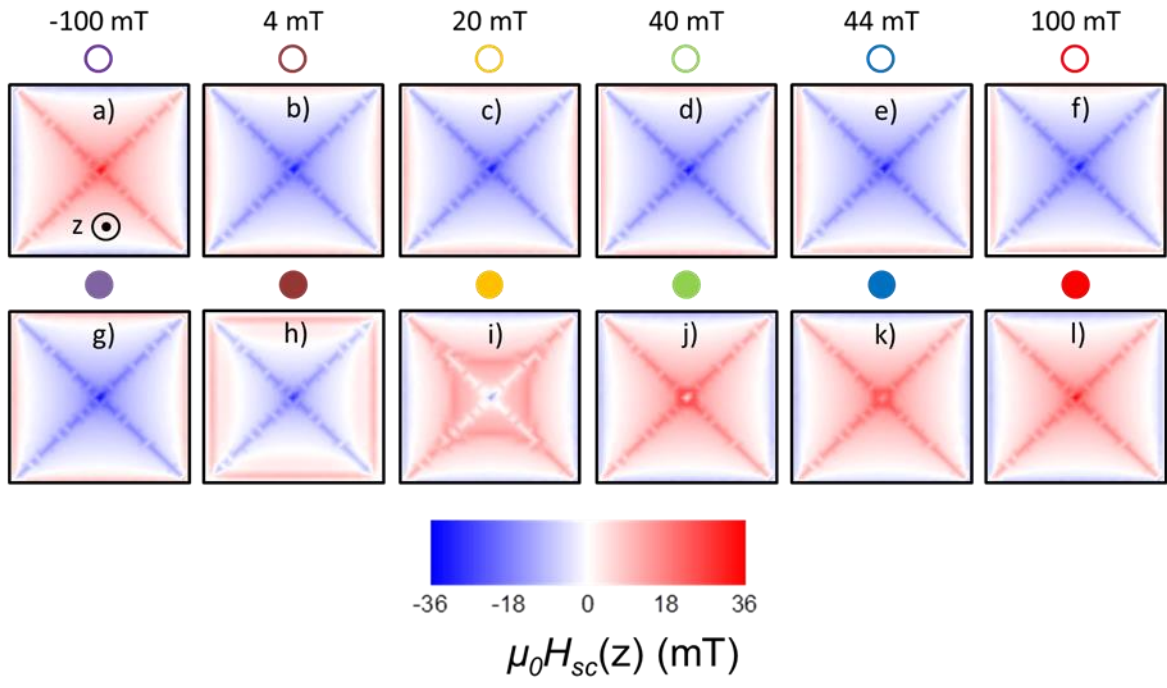 -100 mT 4 mT 20 mT 40 mT 44 mT 100 mT
a) b) c) d) e) f)
z
g) h) i) j) k) l)
-36 -18 0 18 36
μ0Hsc(z) (mT)